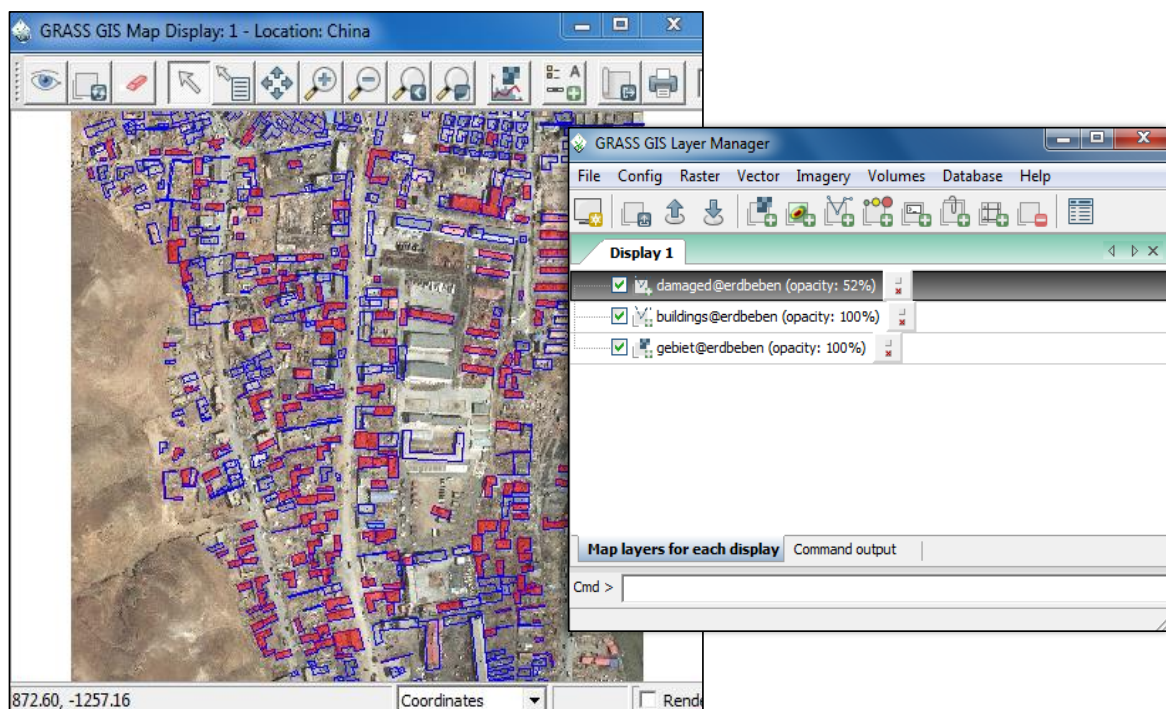 GRASS GIS Map Display: 1 - Location: China
A
GRASS GIS Layer Manager
File Config Raster Vector Imagery Volumes Database Help
Display 1
damaged@erdbeben (opacity: 52%)
buildings@erdbeben (opacity: 100%)
gebiet@erdbeben (opacity: 100%)
Map layers for each display Command output
Cmd >
872.60, -1257.16 Coordinates Rende